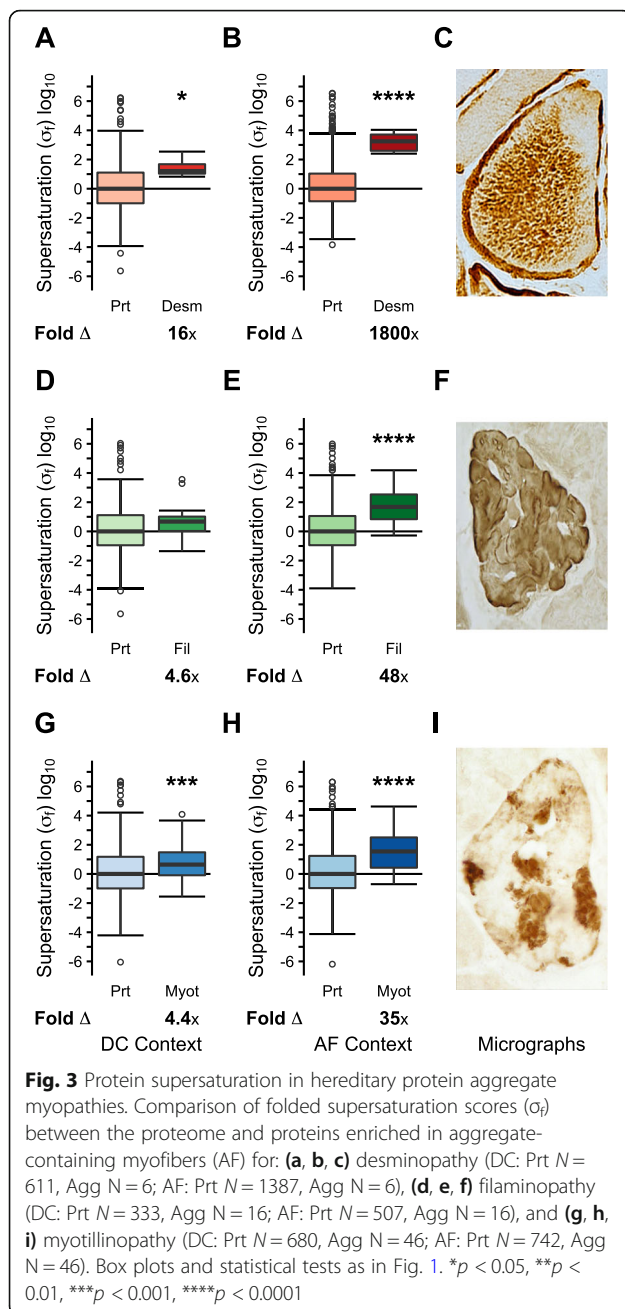 A
B
C
Supersaturation (σf) log10
6
4
2
0
-2
-4
-6
*
Prt
Desm
Fold Δ
16x
Supersaturation (σf) log10
6
4
2
0
-2
-4
-6
****
Prt
Desm
Fold Δ
1800x
D
E
F
Supersaturation (σf) log10
6
4
2
0
-2
-4
-6
Prt
Fil
Fold Δ
4.6x
Supersaturation (σf) log10
6
4
2
0
-2
-4
-6
****
Prt
Fil
Fold Δ
48x
G
H
I
Supersaturation (σf) log10
6
4
2
0
-2
-4
-6
***
Prt
Myot
Fold Δ
4.4x
DC Context
Supersaturation (σf) log10
6
4
2
0
-2
-4
-6
****
Prt
Myot
Fold Δ
35x
AF Context
Micrographs
Fig. 3 Protein supersaturation in hereditary protein aggregate
myopathies. Comparison of folded supersaturation scores (σf)
between the proteome and proteins enriched in aggregate-
containing myofibers (AF) for: (a, b, c) desminopathy (DC: Prt N =
611, Agg N = 6; AF: Prt N = 1387, Agg N = 6), (d, e, f) filaminopathy
(DC: Prt N = 333, Agg N = 16; AF: Prt N = 507, Agg N = 16), and (g, h,
i) myotillinopathy (DC: Prt N = 680, Agg N = 46; AF: Prt N = 742, Agg
N = 46). Box plots and statistical tests as in Fig. 1. *p < 0.05, **p <
0.01, ***p < 0.001, ****p < 0.0001